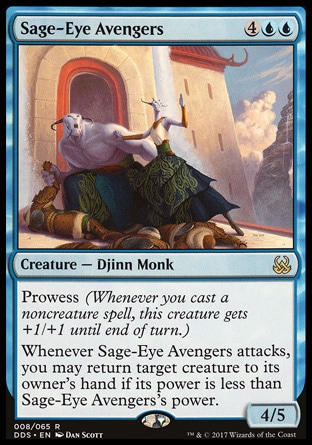 Sage-Eye Avengers 4
Creature — Djinn Monk
Prowess (Whenever you cast a
noncreature spell, this creature gets
+1/+1 until end of turn.)
Whenever Sage-Eye Avengers attacks,
you may return target creature to its
owner's hand if its power is less than
Sage-Eye Avengers's power.
4/5
008/065 R
DDS • EN Dan Scott
™ & © 2017 Wizards of the Coast